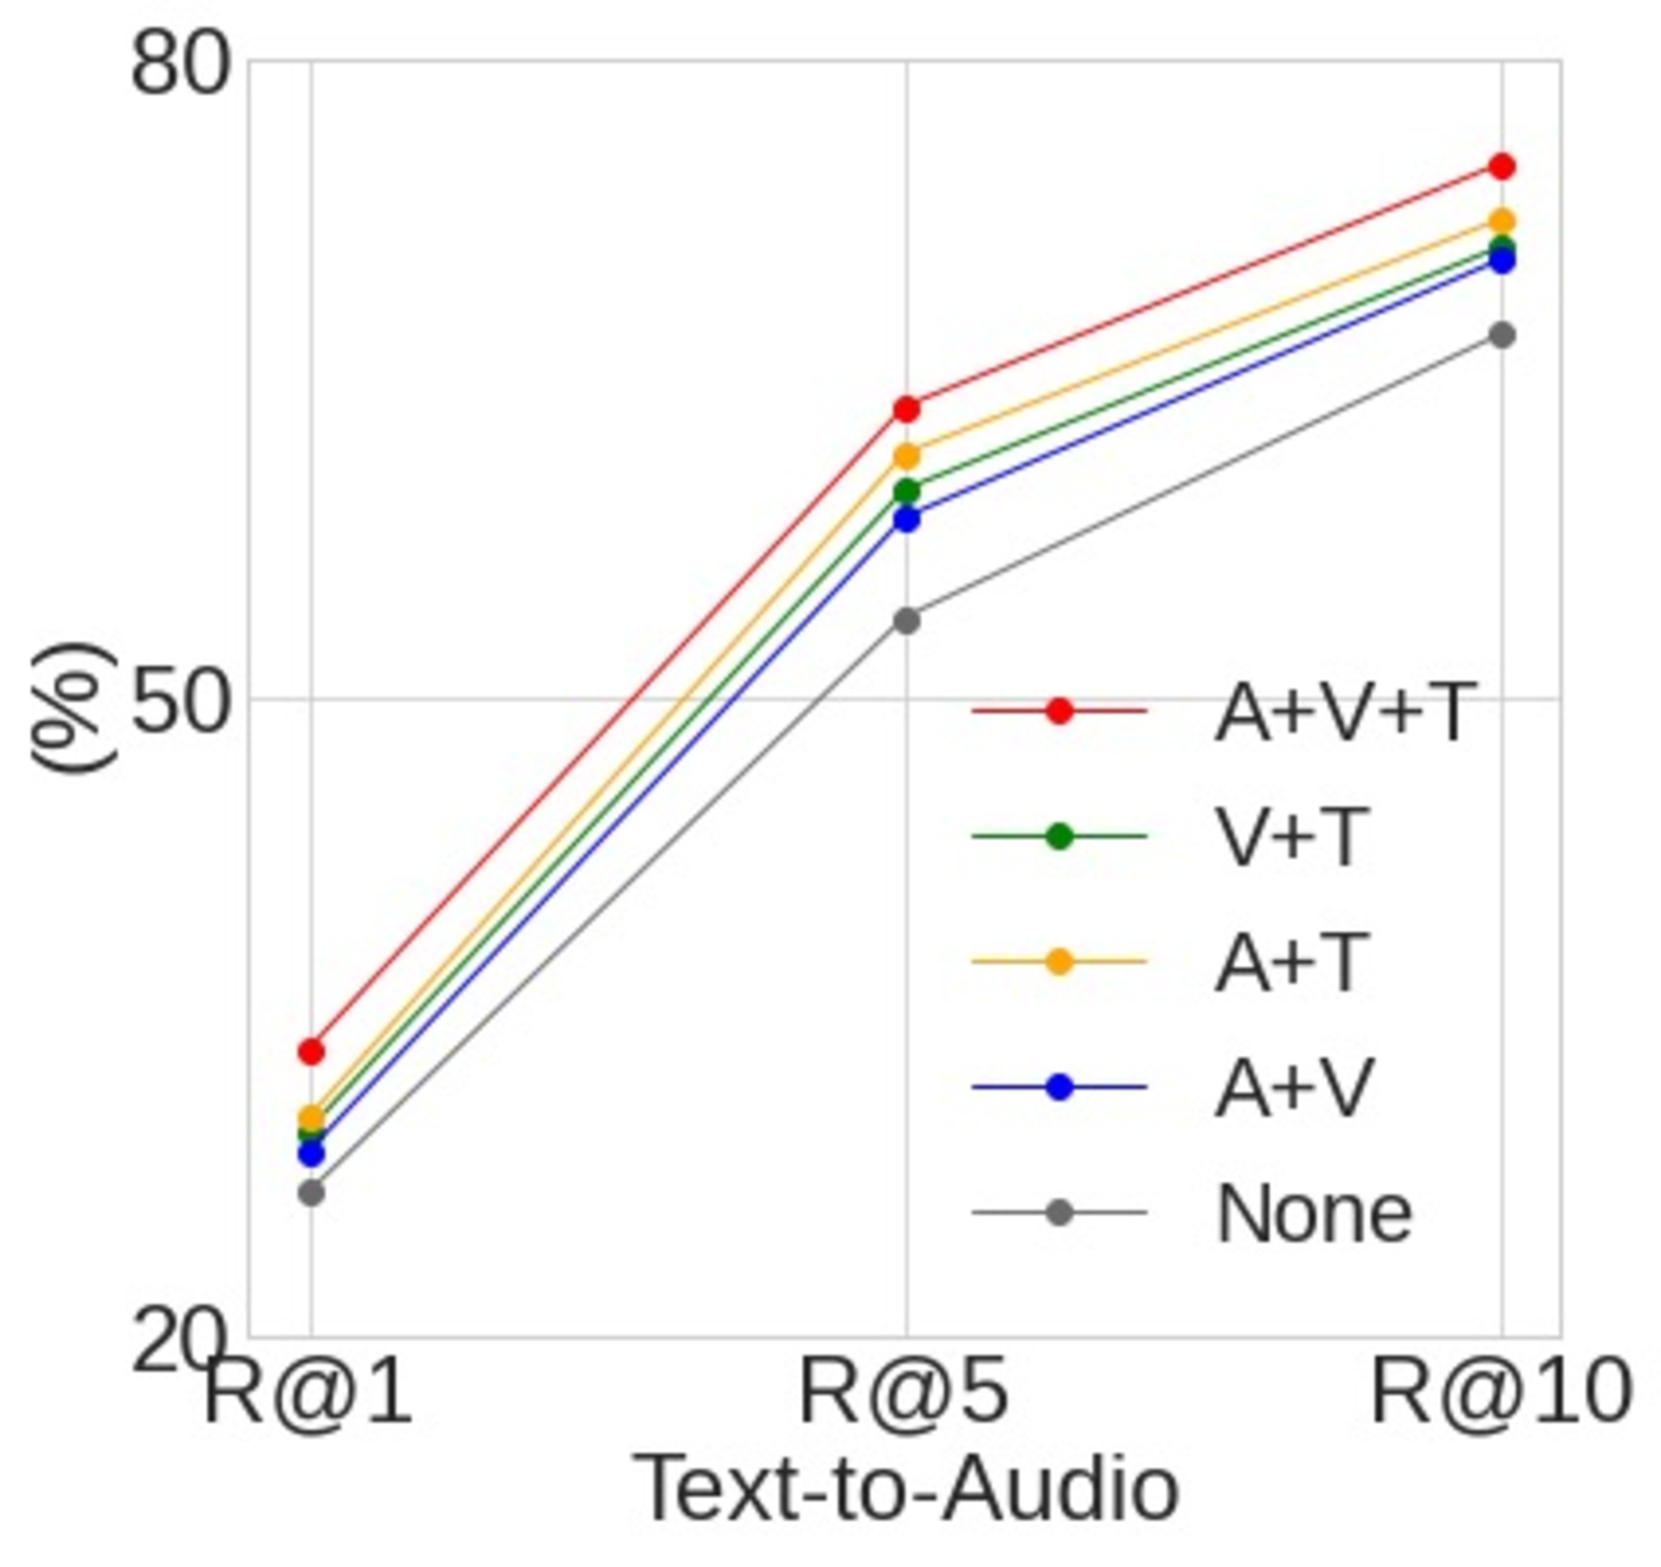 80
(%)
50
A+V+T
V+T
A+T
A+V
None
20
R@1 R@5 R@10
Text-to-Audio